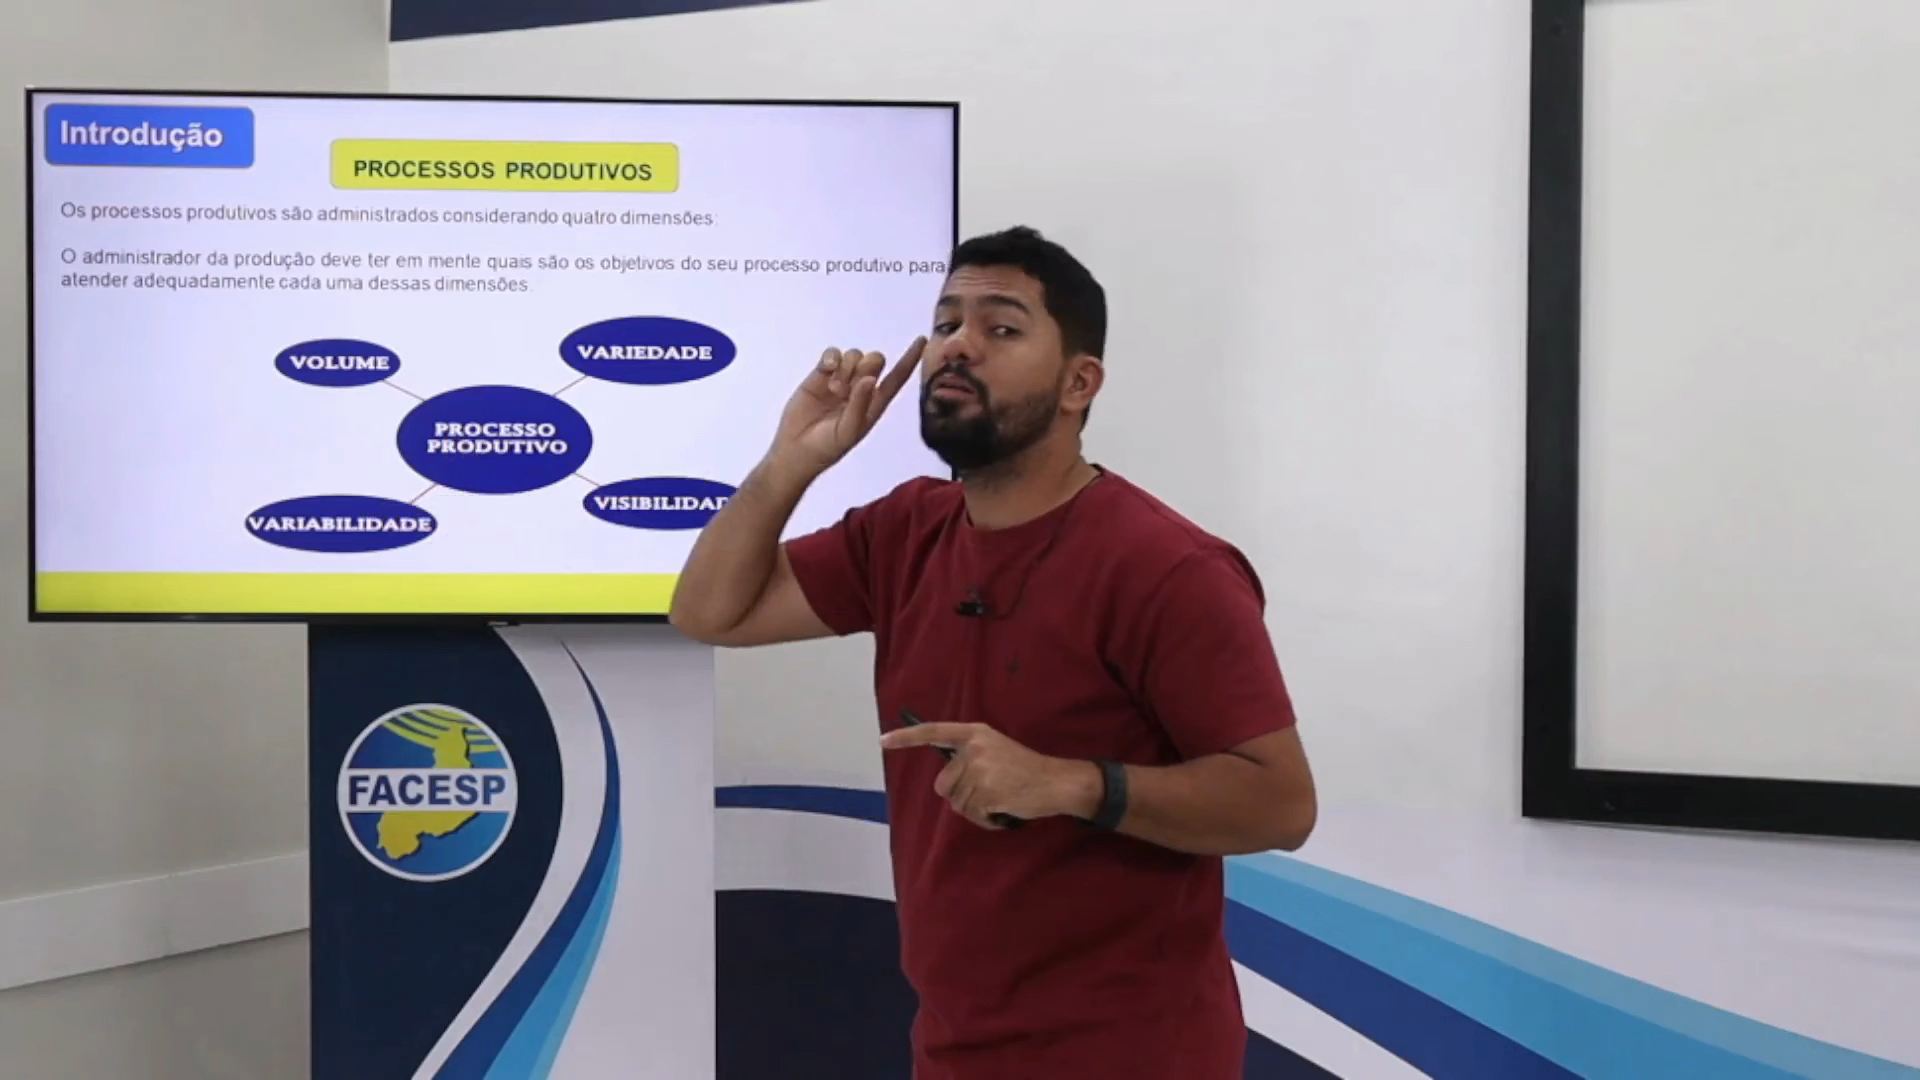 Introdução
PROCESSOS PRODUTIVOS
Os processos produtivos são administrados considerando quatro dimensões:
O administrador da produção deve ter em mente quais são os objetivos do seu processo produtivo para
atender adequadamente cada uma dessas dimensões.
VOLUME
VARIEDADE
PROCESSO
PRODUTIVO
VARIABILIDADE
VISIBILIDAD
FACESP